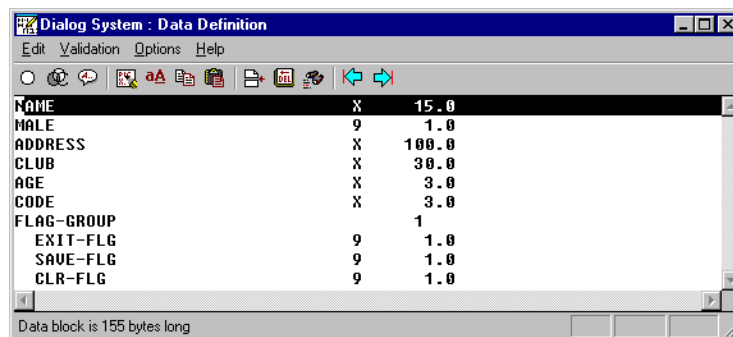 Dialog System : Data Definition
Edit Validation Options Help
NAME X 15.0
MALE 9 1.0
ADDRESS X 100.0
CLUB X 30.0
AGE X 3.0
CODE X 3.0
FLAG-GROUP 1
EXIT-FLG 9 1.0
SAVE-FLG 9 1.0
CLR-FLG 9 1.0
Data block is 155 bytes long